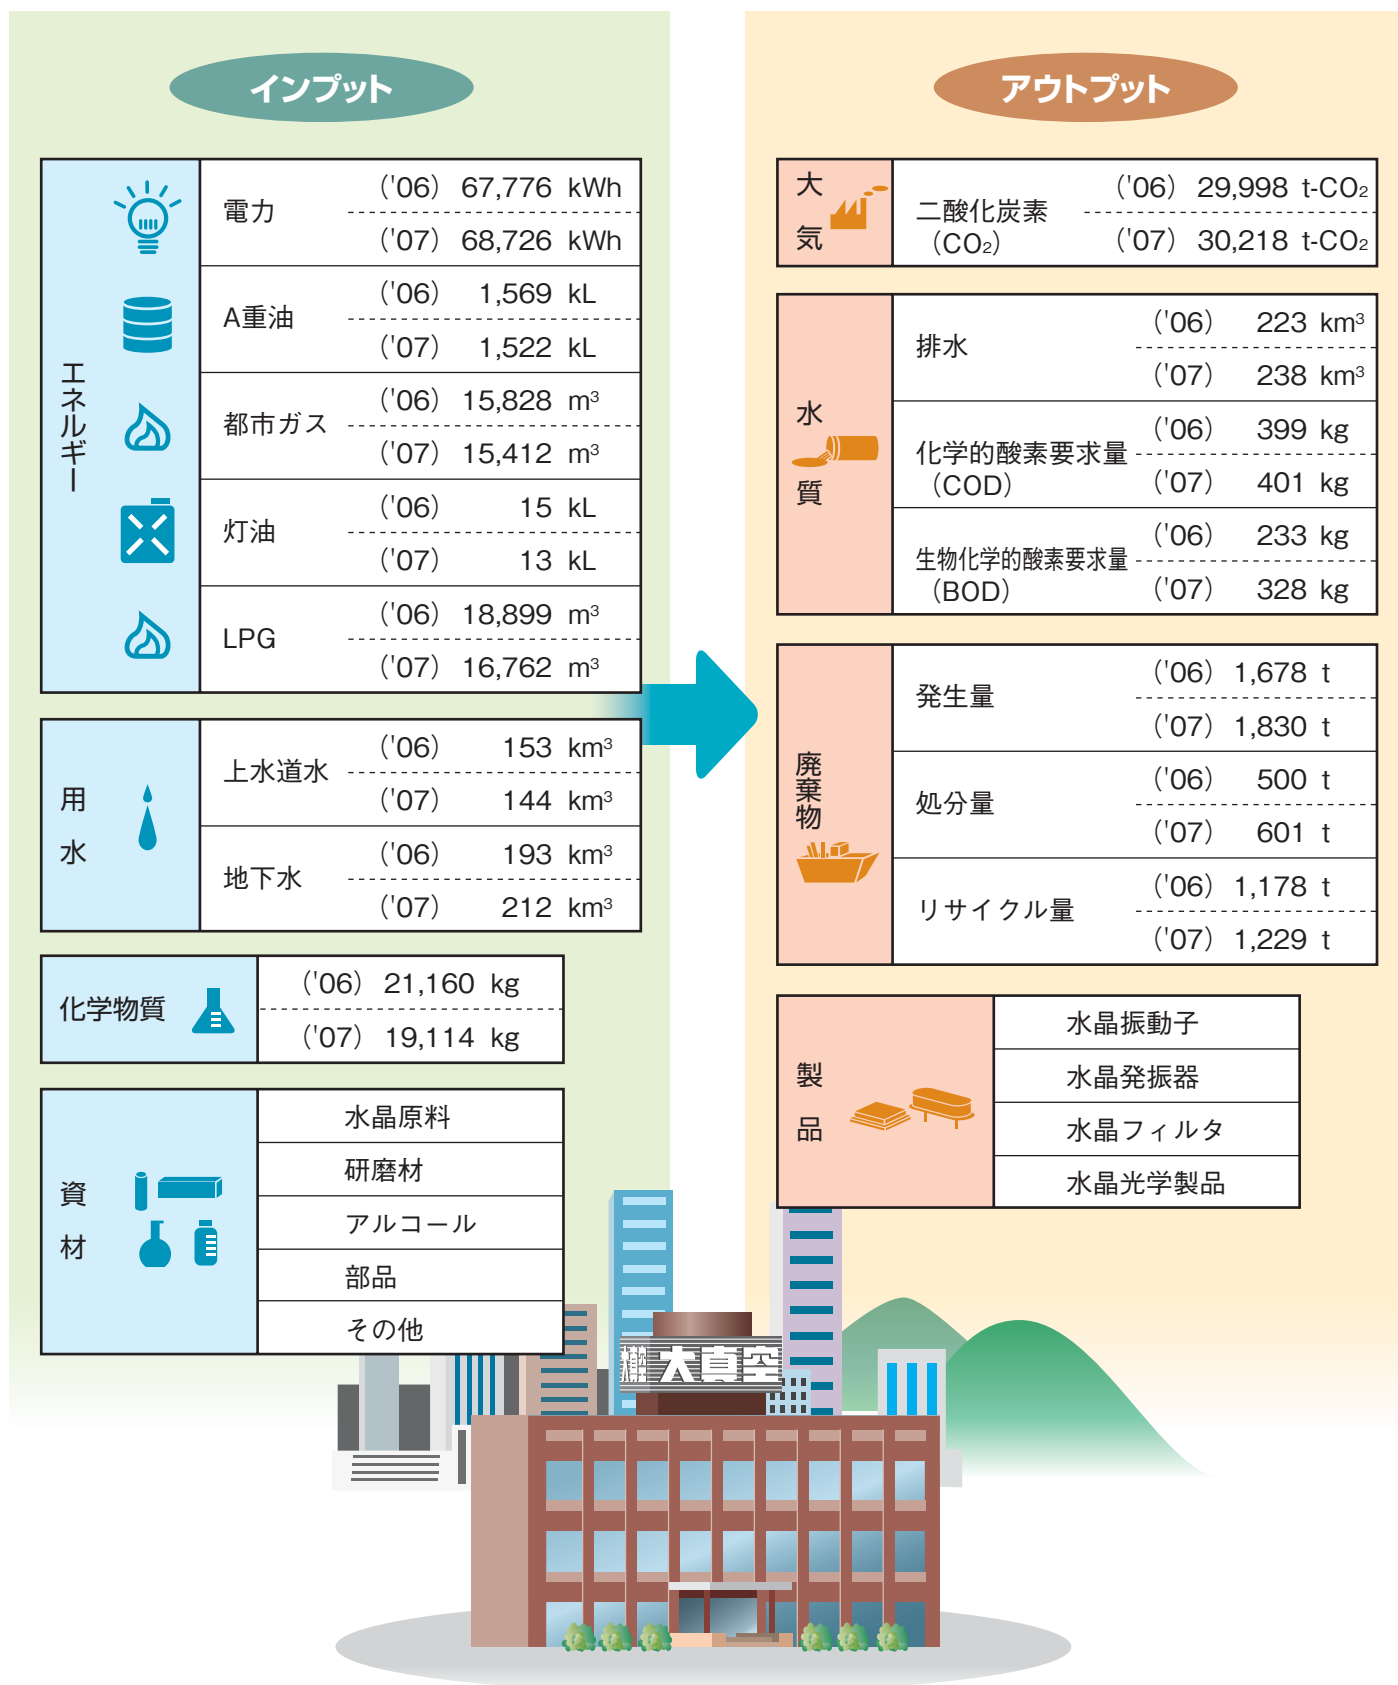 インプット
エネルギー
電力
('06) 67,776 kWh
('07) 68,726 kWh
A重油
('06) 1,569 kL
('07) 1,522 kL
都市ガス
('06) 15,828 m³
('07) 15,412 m³
灯油
('06) 15 kL
('07) 13 kL
LPG
('06) 18,899 m³
('07) 16,762 m³
用水
上水道水
('06) 153 km³
('07) 144 km³
地下水
('06) 193 km³
('07) 212 km³
化学物質
('06) 21,160 kg
('07) 19,114 kg
資材
水晶原料
研磨材
アルコール
部品
その他
アウトプット
大気
二酸化炭素
（CO₂）
('06) 29,998 t-CO₂
('07) 30,218 t-CO₂
水質
排水
('06) 223 km³
('07) 238 km³
化学的酸素要求量
（COD）
('06) 399 kg
('07) 401 kg
生物化学的酸素要求量
（BOD）
('06) 233 kg
('07) 328 kg
廃棄物
発生量
('06) 1,678 t
('07) 1,830 t
処分量
('06) 500 t
('07) 601 t
リサイクル量
('06) 1,178 t
('07) 1,229 t
製品
水晶振動子
水晶発振器
水晶フィルタ
水晶光学製品
大真空